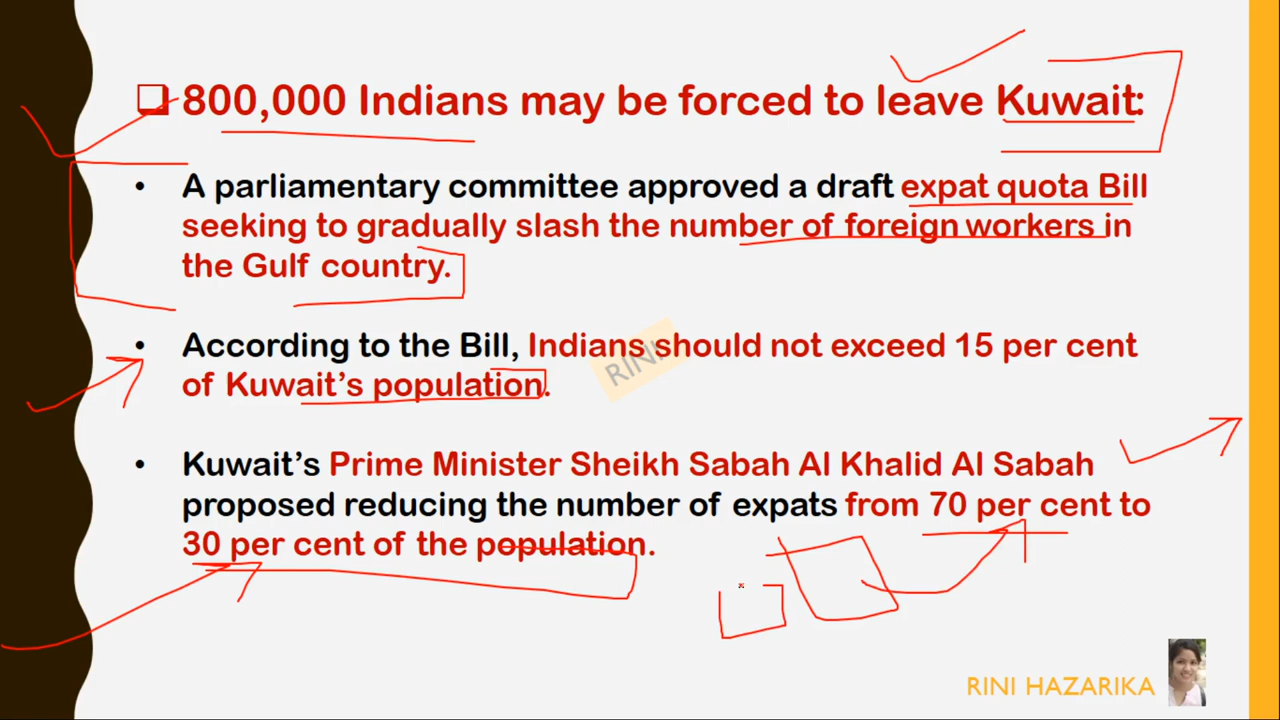 800,000 Indians may be forced to leave Kuwait:
• A parliamentary committee approved a draft expat quota Bill
seeking to gradually slash the number of foreign workers in
the Gulf country.
• According to the Bill, Indians should not exceed 15 per cent
of Kuwait's population.
• Kuwait's Prime Minister Sheikh Sabah Al Khalid Al Sabah
proposed reducing the number of expats from 70 per cent to
30 per cent of the population.
RINI
RINI HAZARIKA